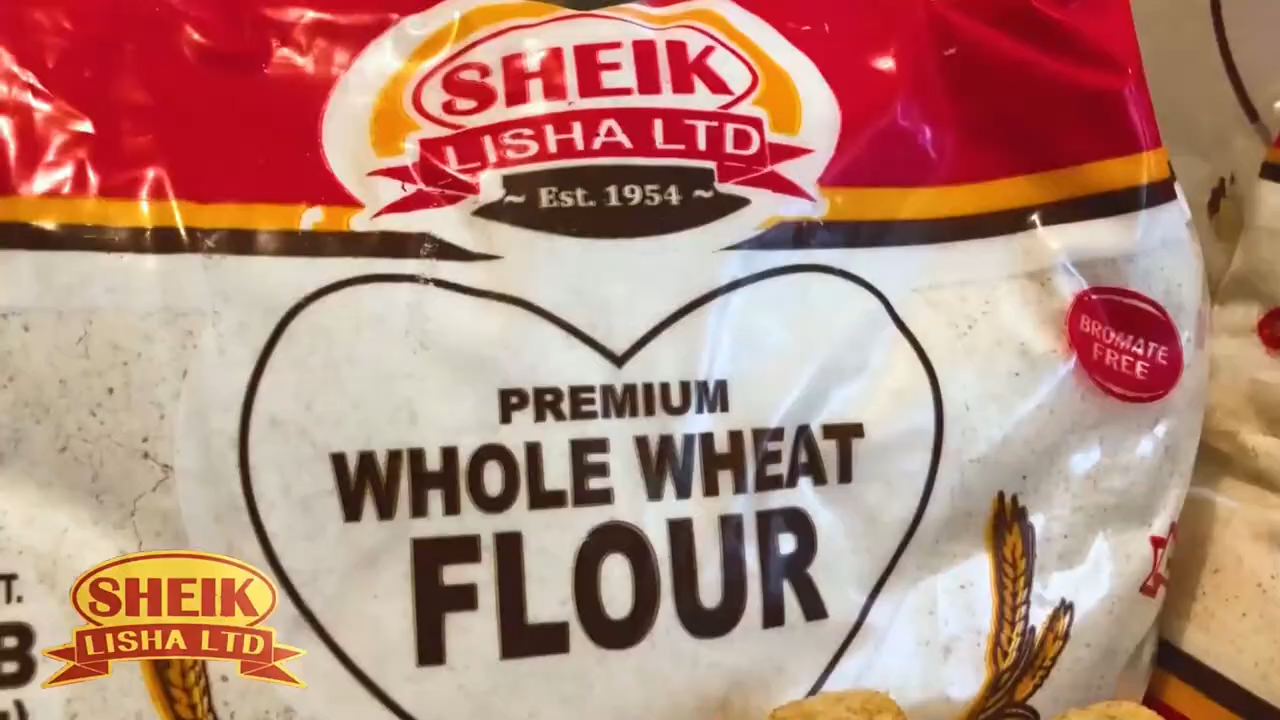 SHEIK
LISHA LTD
~ Est. 1954 ~
BROMATE
FREE
PREMIUM
WHOLE WHEAT
FLOUR
T.
B
SHEIK
LISHA LTD